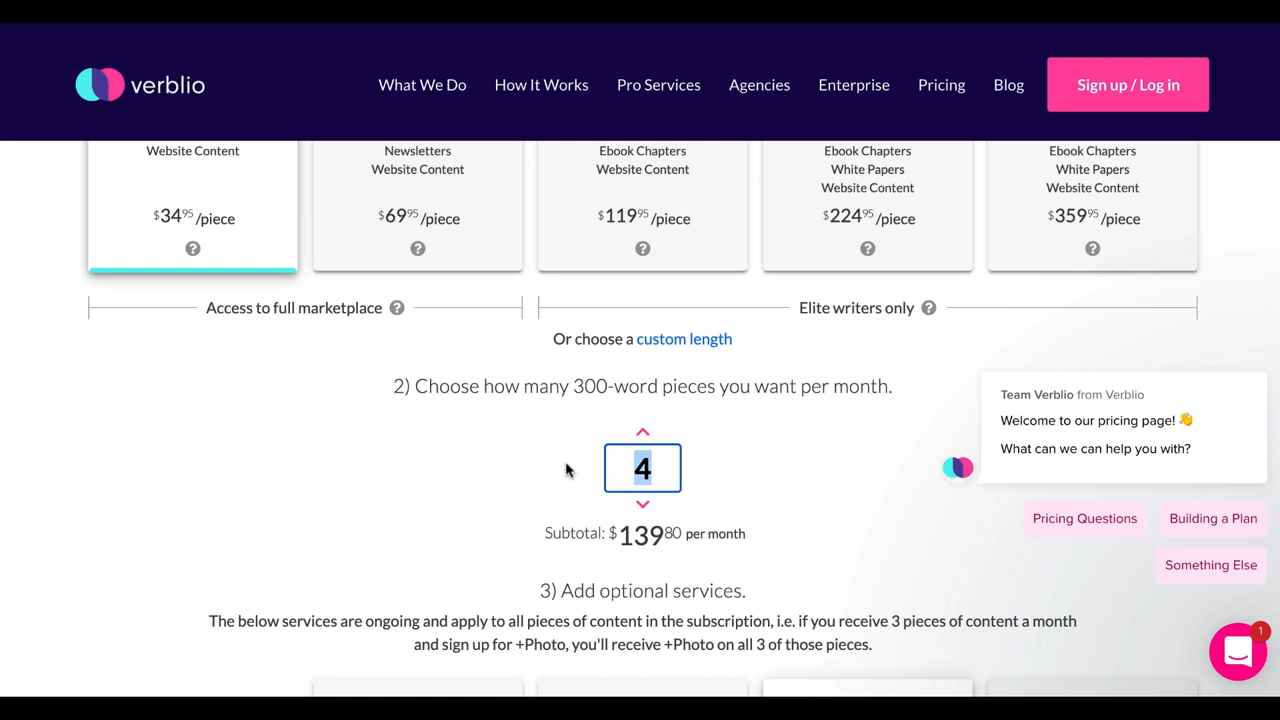 verblio
What We Do How It Works Pro Services Agencies Enterprise Pricing Blog Sign up / Log in
Website Content
Newsletters
Website Content
Ebook Chapters
Website Content
Ebook Chapters
White Papers
Website Content
Ebook Chapters
White Papers
Website Content
$34 95 /piece
$69 95 /piece
$119 95 /piece
$224 95 /piece
$359 95 /piece
? ? ? ? ?
Access to full marketplace ?
Elite writers only ?
Or choose a custom length
2) Choose how many 300-word pieces you want per month.
4
Subtotal: $139 80 per month
3) Add optional services.
The below services are ongoing and apply to all pieces of content in the subscription, i.e. if you receive 3 pieces of content a month
and sign up for +Photo, you'll receive +Photo on all 3 of those pieces.
Team Verblio from Verblio
Welcome to our pricing page! 👋
What can we can help you with?
Pricing Questions
Building a Plan
Something Else
1